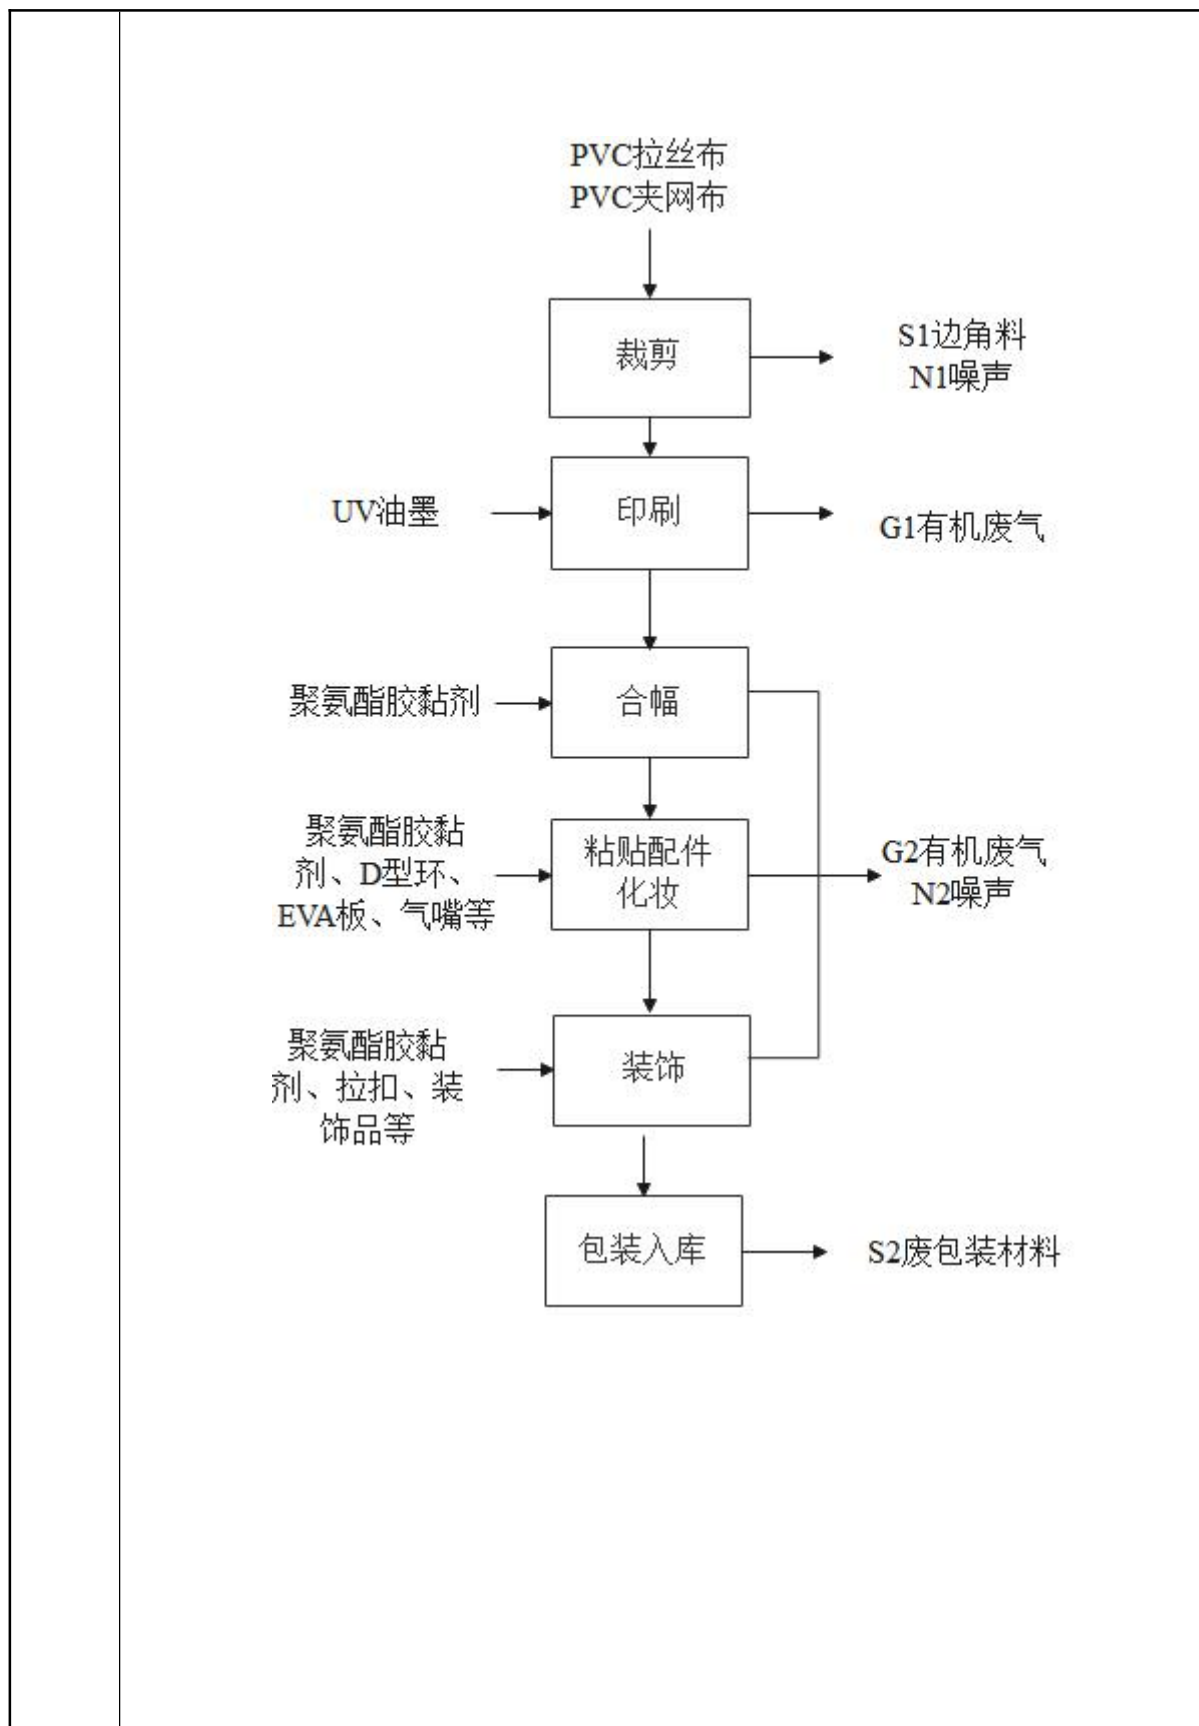 PVC拉丝布
PVC夹网布
裁剪
S1边角料
N1噪声
UV油墨
印刷
G1有机废气
聚氨酯胶黏剂
合幅
聚氨酯胶黏
剂、D型环、
EVA板、气嘴等
粘贴配件
化妆
G2有机废气
N2噪声
聚氨酯胶黏
剂、拉扣、装
饰品等
装饰
包装入库
S2废包装材料